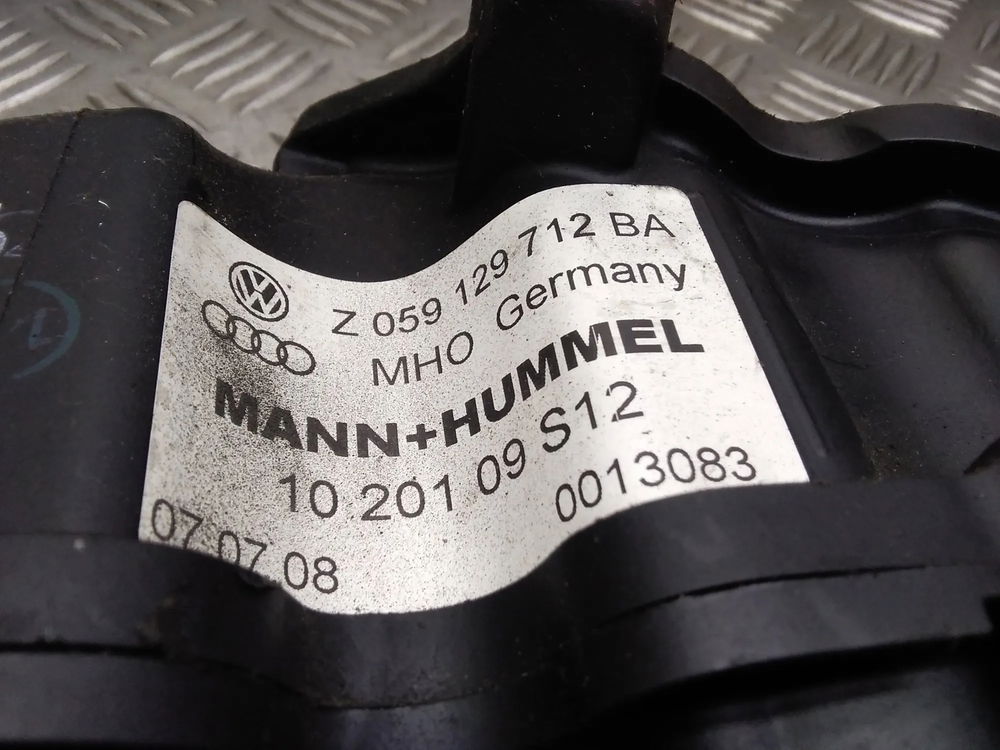 Z 059 129 712 BA
MHO Germany
MANN+HUMMEL
10 201 09 S12
07.07.08 0013083